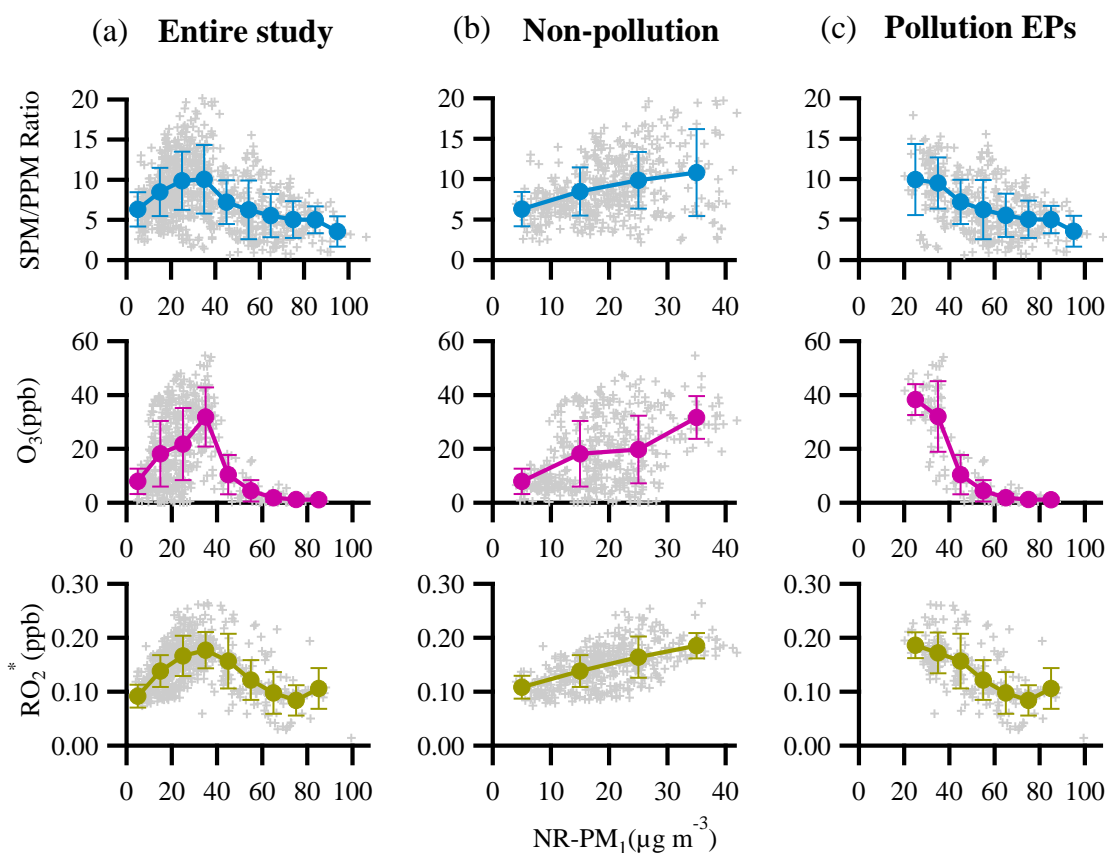 (a) Entire study (b) Non-pollution (c) Pollution EPs
SPM/PPM Ratio
20 20 20
15 15 15
10 10 10
5 5 5
0 0 0
0 20 40 60 80 100 0 10 20 30 40 0 20 40 60 80 100
O₃(ppb)
60 60 60
40 40 40
20 20 20
0 0 0
0 20 40 60 80 100 0 10 20 30 40 0 20 40 60 80 100
RO₂* (ppb)
0.30 0.30 0.30
0.20 0.20 0.20
0.10 0.10 0.10
0.00 0.00 0.00
0 20 40 60 80 100 0 10 20 30 40 0 20 40 60 80 100
NR-PM₁(µg m⁻³)